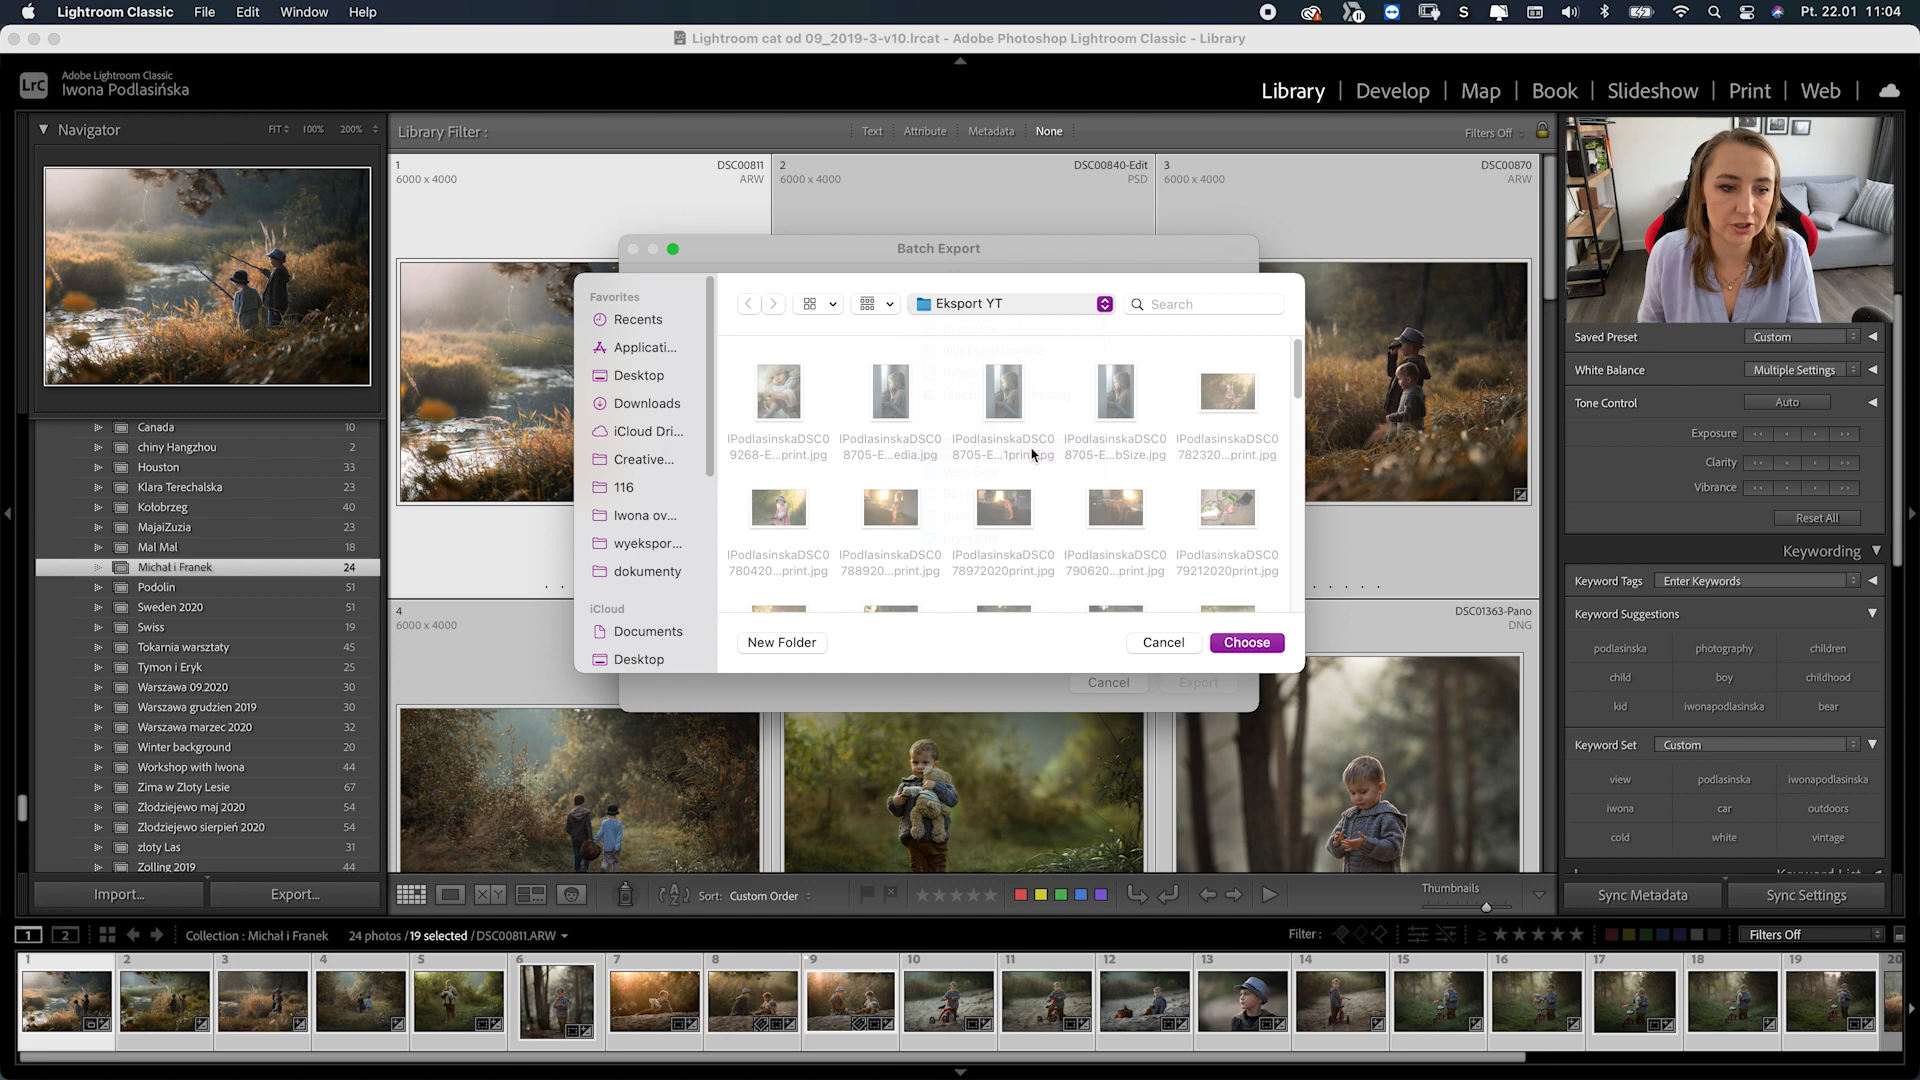 Lightroom Classic File Edit Window Help
S Pt. 22.01 11:04
Lightroom cat od 09_2019-3-v10.lrcat - Adobe Photoshop Lightroom Classic - Library
LrC
Adobe Lightroom Classic
Iwona Podlasińska
Library | Develop | Map | Book | Slideshow | Print | Web
Navigator FIT 100% 200%
Canada 10
chiny Hangzhou 2
Houston 33
Klara Terechalska 23
Kołobrzeg 40
MajaiZuzia 23
Mal Mal 18
Michał i Franek 24
Podolin 51
Sweden 2020 51
Swiss 19
Tokarnia warsztaty 45
Tymon i Eryk 25
Warszawa 09.2020 30
Warszawa grudzien 2019 30
Warszawa marzec 2020 32
Winter background 20
Workshop with Iwona 44
Zima w Złoty Lesie 67
Złodziejewo maj 2020 54
Złodziejewo sierpień 2020 54
złoty Las 31
Zolling 2019 44
Import... Export...
Library Filter : Text Attribute Metadata None Filters Off
1 DSC00811
6000 x 4000 ARW
2 DSC00840-Edit
6000 x 4000 PSD
3 DSC00870
6000 x 4000 ARW
4
6000 x 4000
DSC01363-Pano
DNG
Batch Export
Favorites
Recents
Applicati...
Desktop
Downloads
iCloud Dri...
Creative...
116
Iwona ov...
wyekspor...
dokumenty
iCloud
Documents
Desktop
Eksport YT
Search
IPodlasinskaDSC0 IPodlasinskaDSC0 IPodlasinskaDSC0 IPodlasinskaDSC0 IPodlasinskaDSC0
9268-E...print.jpg 8705-E...edia.jpg 8705-E...1print.jpg 8705-E...bSize.jpg 782320...print.jpg
IPodlasinskaDSC0 IPodlasinskaDSC0 IPodlasinskaDSC0 IPodlasinskaDSC0 IPodlasinskaDSC0
780420...print.jpg 788920...print.jpg 78972020print.jpg 790620...print.jpg 79212020print.jpg
New Folder Cancel Choose
Cancel Export
Saved Preset Custom
White Balance Multiple Settings
Tone Control Auto
Exposure
Clarity
Vibrance
Reset All
Keywording
Keyword Tags Enter Keywords
Keyword Suggestions
podlasinska photography children
child boy childhood
kid iwonapodlasinska bear
Keyword Set Custom
view podlasinska iwonapodlasinska
iwona car outdoors
cold white vintage
Sync Metadata Sync Settings
X Y Sort: Custom Order Thumbnails
1 2 Collection : Michał i Franek 24 photos / 19 selected / DSC00811.ARW Filter : Filters Off
1 2 3 4 5 6 7 8 9 10 11 12 13 14 15 16 17 18 19 20